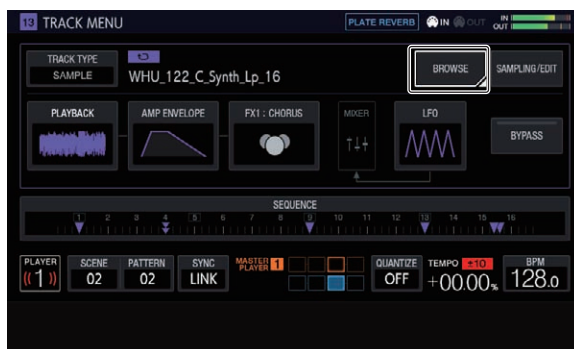 13 TRACK MENU PLATE REVERB IN OUT IN
OUT
TRACK TYPE
SAMPLE
WHU_122_C_Synth_Lp_16
BROWSE SAMPLING/EDIT
PLAYBACK AMP ENVELOPE FX1 : CHORUS MIXER LFO
BYPASS
SEQUENCE
1 2 3 4 5 6 7 8 9 10 11 12 13 14 15 16
PLAYER SCENE PATTERN SYNC MASTER PLAYER 1 QUANTIZE TEMPO ±10 BPM
1 02 02 LINK OFF +00.00% 128.0